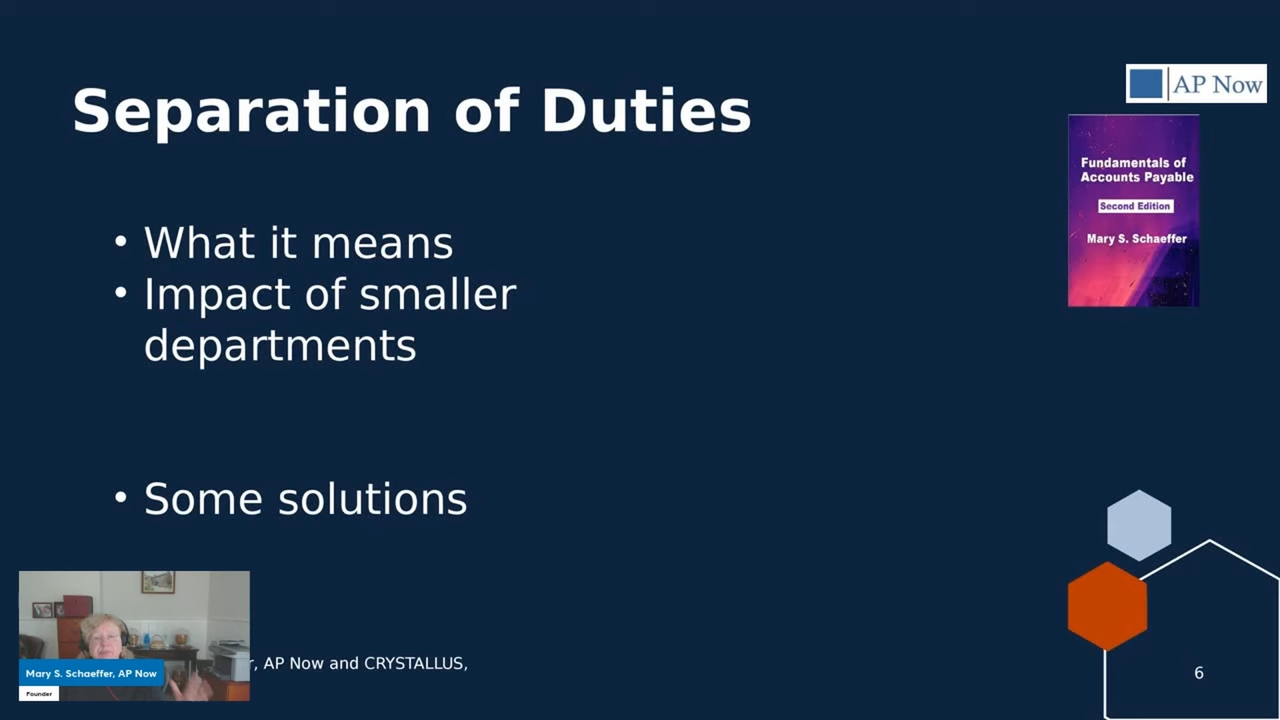 Separation of Duties
AP Now
Fundamentals of
Accounts Payable
Second Edition
Mary S. Schaeffer
• What it means
• Impact of smaller
departments
• Some solutions
Mary S. Schaeffer, AP Now
Founder
r, AP Now and CRYSTALLUS,
6